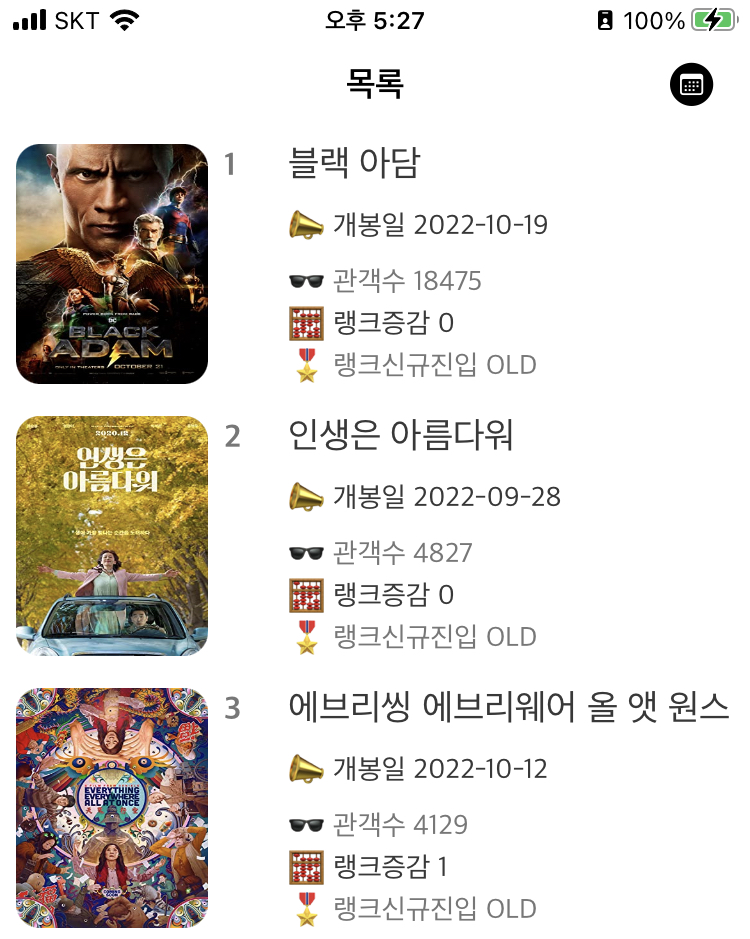 SKT 오후 5:27 100%
목록
1 블랙 아담
개봉일 2022-10-19
관객수 18475
랭크증감 0
랭크신규진입 OLD
DC
BLACK
ADAM
ONLY IN THEATERS OCTOBER 21
2 인생은 아름다워
개봉일 2022-09-28
관객수 4827
랭크증감 0
랭크신규진입 OLD
인생은
아름다워
3 에브리씽 에브리웨어 올 앳 원스
개봉일 2022-10-12
관객수 4129
랭크증감 1
랭크신규진입 OLD
EVERYTHING
EVERYWHERE
ALL AT ONCE